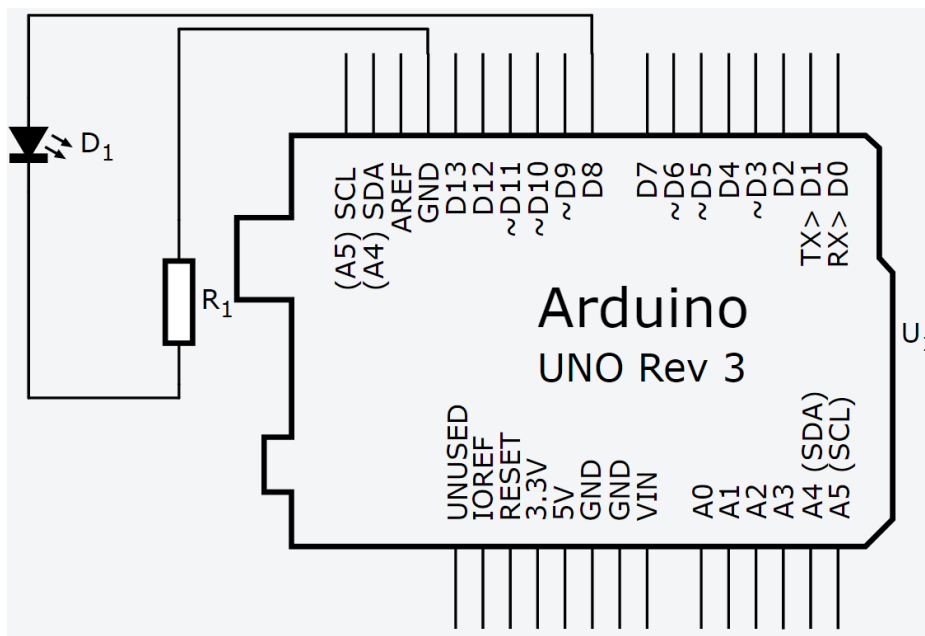 D1
R1
(A5) SCL
(A4) SDA
AREF
GND
D13
D12
~D11
~D10
~D9
D8
D7
~D6
~D5
D4
~D3
D2
TX> D1
RX> D0
Arduino
UNO Rev 3
U1
UNUSED
IOREF
RESET
3.3V
5V
GND
GND
VIN
A0
A1
A2
A3
A4 (SDA)
A5 (SCL)